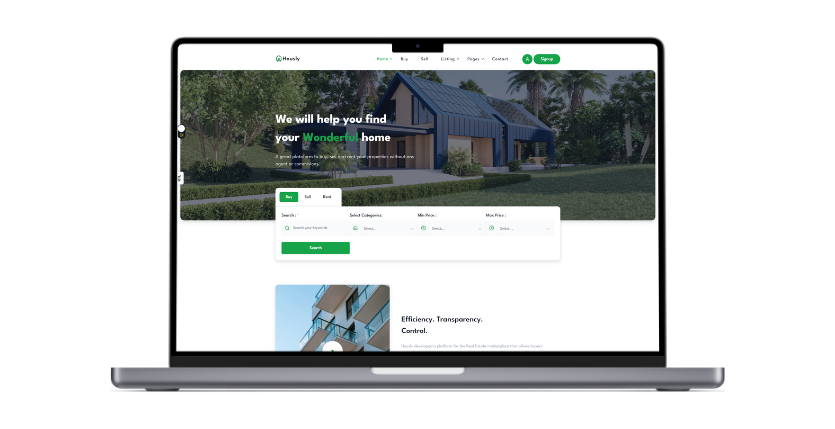 Hously
Home Buy Sell Listing Pages Contact Signup
We will help you find
your Wonderful home
A great plateform to buy, sell and rent your properties without any
agent or commisions.
Buy Sell Rent
Search : * Select Categories: Min Price : Max Price :
Search your keywords Select... Select... Select...
Search
Efficiency. Transparency.
Control.
Hously developed a platform for the Real Estate marketplace that allows buyers